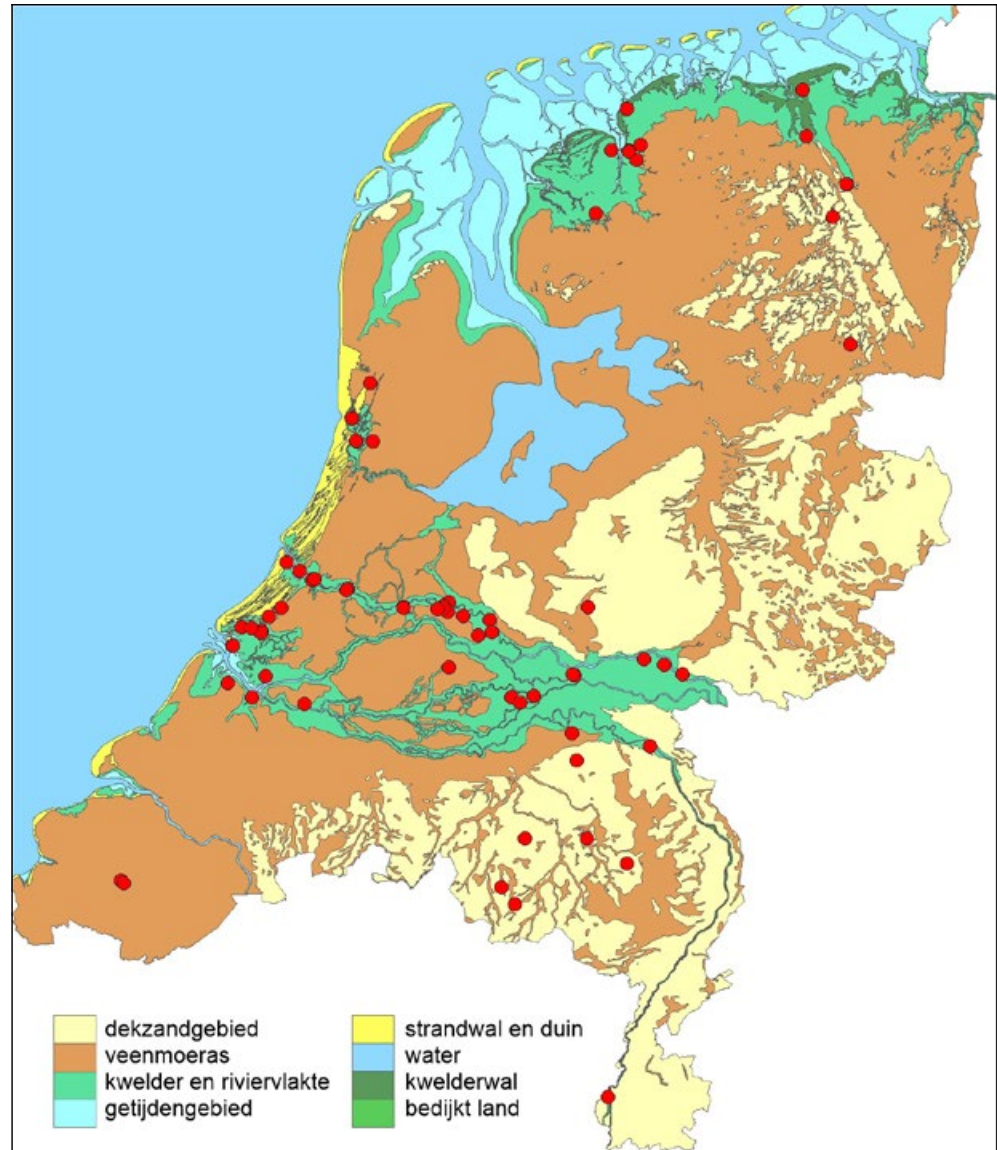 dekzandgebied
veenmoeras
kwelder en riviervlakte
getijdengebied
strandwal en duin
water
kwelderwal
bedijkt land